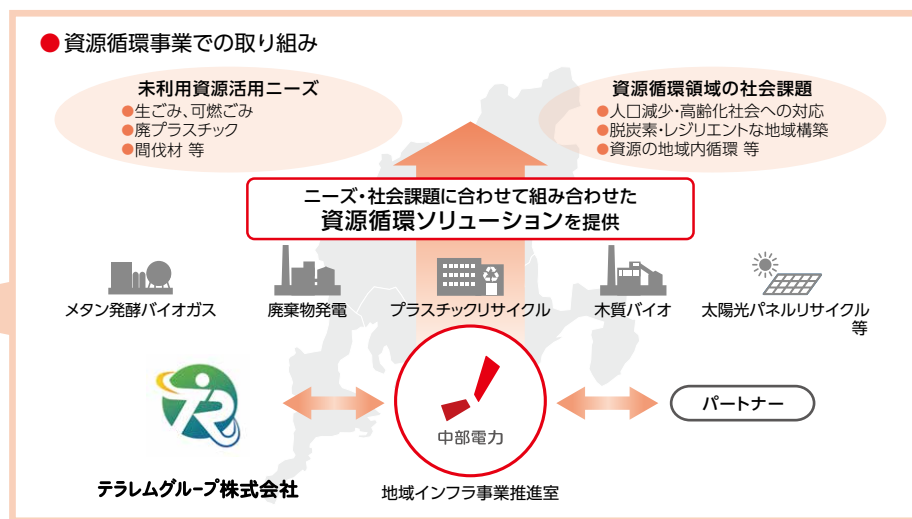 ●資源循環事業での取り組み
未利用資源活用ニーズ
●生ごみ、可燃ごみ
●廃プラスチック
●間伐材 等
資源循環領域の社会課題
●人口減少・高齢化社会への対応
●脱炭素・レジリエントな地域構築
●資源の地域内循環 等
ニーズ・社会課題に合わせて組み合わせた
資源循環ソリューションを提供
メタン発酵バイオガス
廃棄物発電
プラスチックリサイクル
木質バイオ
太陽光パネルリサイクル
等
テラレムグループ株式会社
中部電力
地域インフラ事業推進室
パートナー